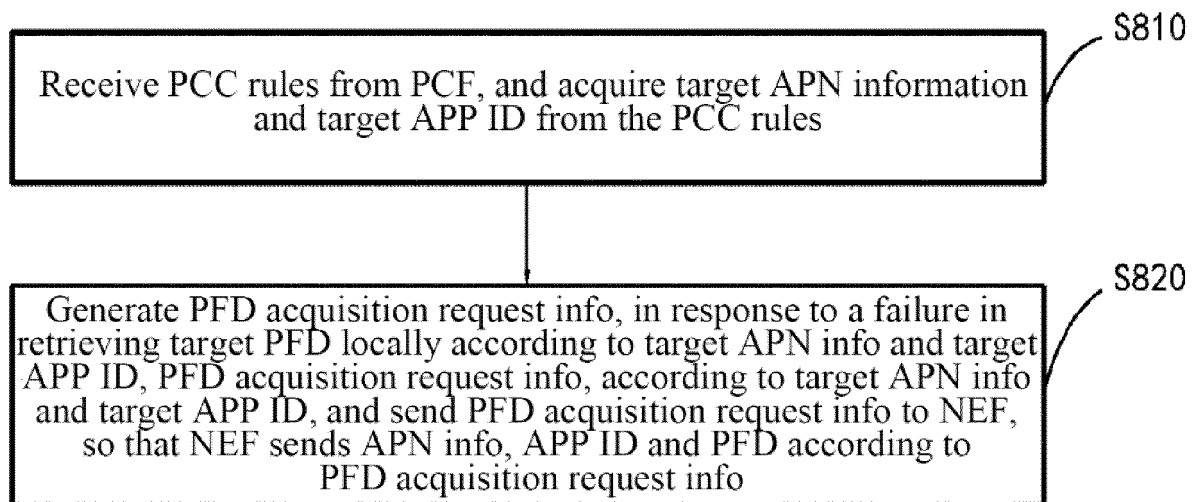 S810
Receive PCC rules from PCF, and acquire target APN information
and target APP ID from the PCC rules
S820
Generate PFD acquisition request info, in response to a failure in
retrieving target PFD locally according to target APN info and target
APP ID, PFD acquisition request info, according to target APN info
and target APP ID, and send PFD acquisition request info to NEF,
so that NEF sends APN info, APP ID and PFD according to
PFD acquisition request info